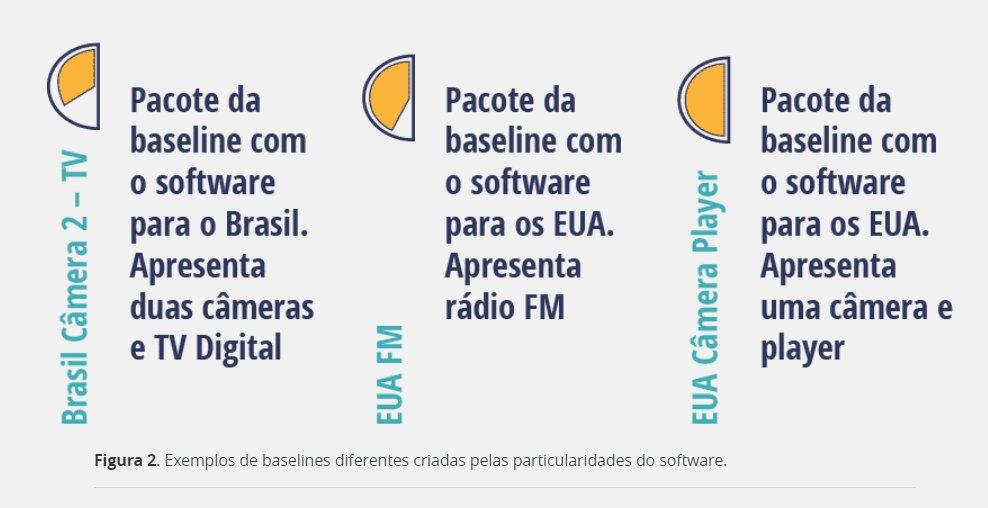 Brasil Câmera 2 – TV
Pacote da
baseline com
o software
para o Brasil.
Apresenta
duas câmeras
e TV Digital
EUA FM
Pacote da
baseline com
o software
para os EUA.
Apresenta
rádio FM
EUA Câmera Player
Pacote da
baseline com
o software
para os EUA.
Apresenta
uma câmera e
player
Figura 2. Exemplos de baselines diferentes criadas pelas particularidades do software.